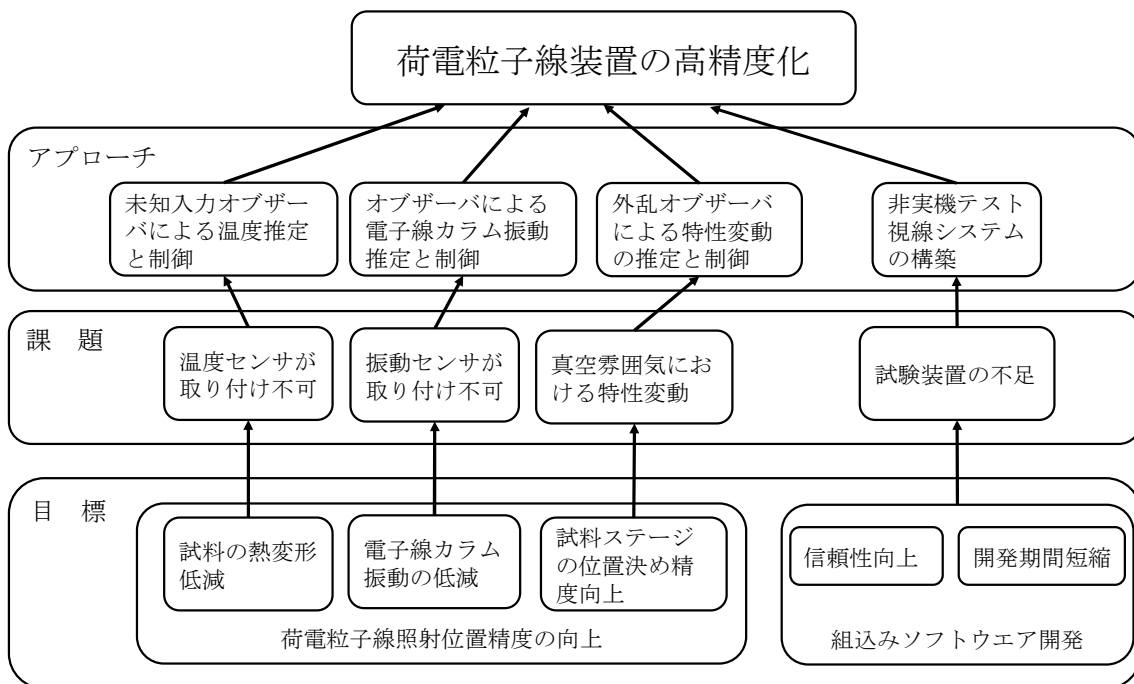 荷電粒子線装置の高精度化
アプローチ
未知入力オブザー
バによる温度推定
と制御
オブザーバによる
電子線カラム振動
推定と制御
外乱オブザーバ
による特性変動
の推定と制御
非実機テスト
視線システム
の構築
課　題
温度センサが
取り付け不可
振動センサが
取り付け不可
真空雰囲気にお
ける特性変動
試験装置の不足
目　標
試料の熱変形
低減
電子線カラム
振動の低減
試料ステージ
の位置決め精
度向上
荷電粒子線照射位置精度の向上
信頼性向上
開発期間短縮
組込みソフトウエア開発